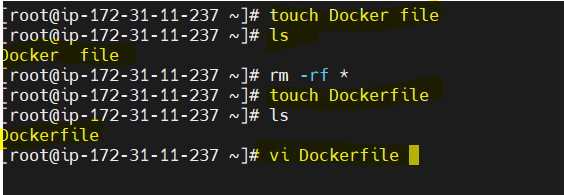 [root@ip-172-31-11-237 ~]# touch Docker file
[root@ip-172-31-11-237 ~]# ls
Docker  file
[root@ip-172-31-11-237 ~]# rm -rf *
[root@ip-172-31-11-237 ~]# touch Dockerfile
[root@ip-172-31-11-237 ~]# ls
Dockerfile
[root@ip-172-31-11-237 ~]# vi Dockerfile